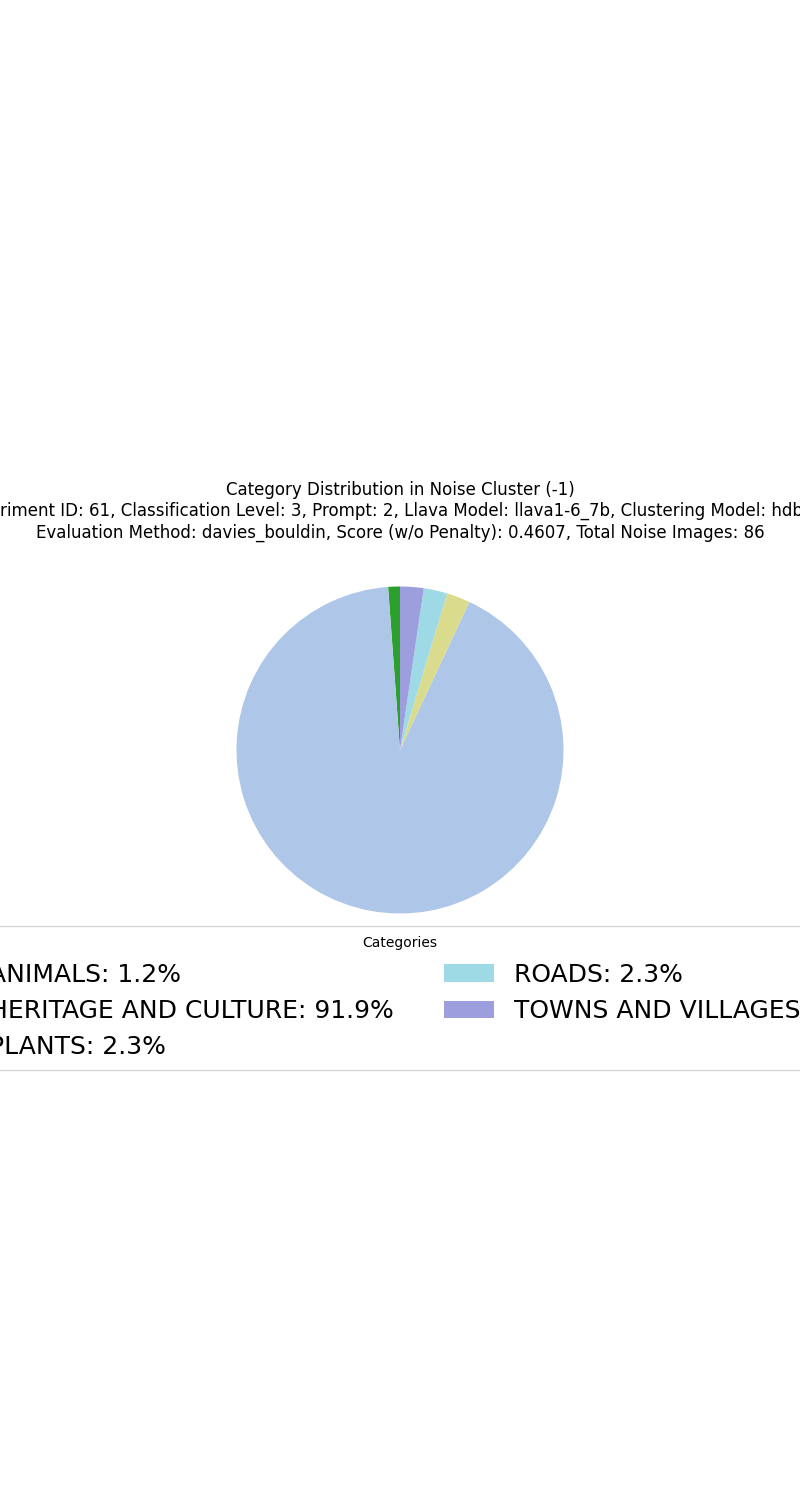 Category Distribution in Noise Cluster (-1)
riment ID: 61, Classification Level: 3, Prompt: 2, Llava Model: llava1-6_7b, Clustering Model: hdb
Evaluation Method: davies_bouldin, Score (w/o Penalty): 0.4607, Total Noise Images: 86
Categories
ANIMALS: 1.2%
HERITAGE AND CULTURE: 91.9%
PLANTS: 2.3%
ROADS: 2.3%
TOWNS AND VILLAGES